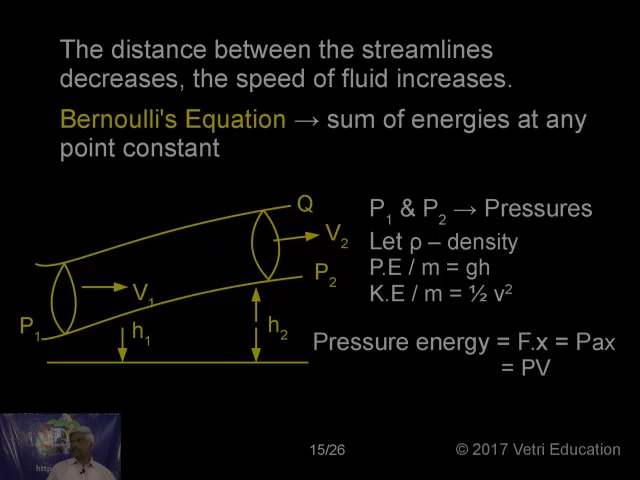 The distance between the streamlines
decreases, the speed of fluid increases.
Bernoulli's Equation → sum of energies at any
point constant
Q
V₂
P₂
V₁
P₁
h₁
h₂
P₁ & P₂ → Pressures
Let ρ – density
P.E / m = gh
K.E / m = ½ v²
Pressure energy = F.x = Pax
= PV
http
15/26
© 2017 Vetri Education